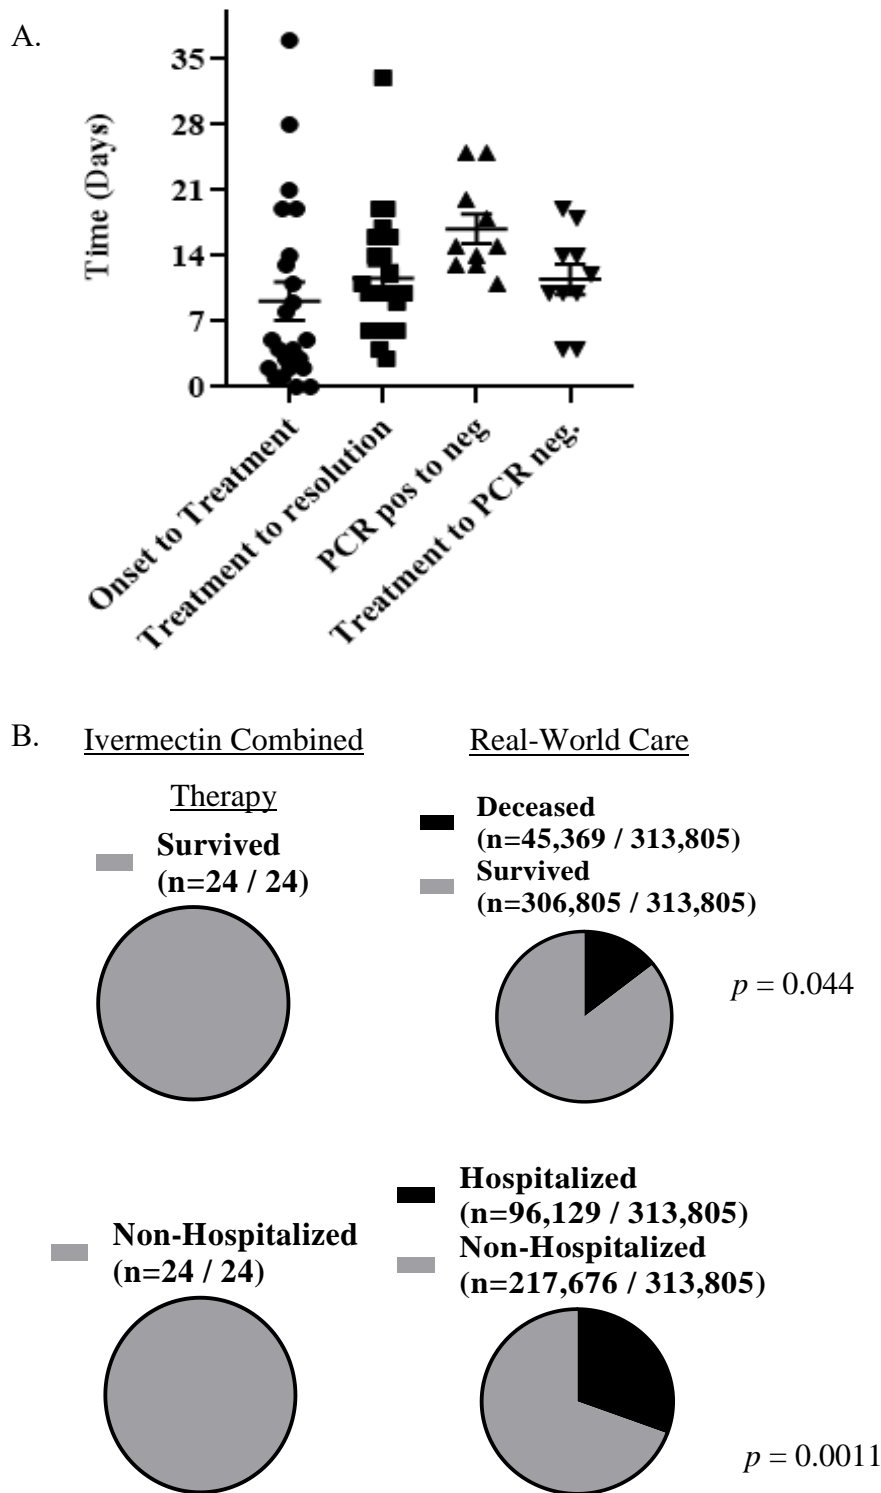 A.
Time (Days)
35
28
21
14
7
0
Onset to Treatment
Treatment to resolution
PCR pos to neg
Treatment to PCR neg.
B.
Ivermectin Combined
Therapy
Survived
(n=24 / 24)
Real-World Care
Deceased
(n=45,369 / 313,805)
Survived
(n=306,805 / 313,805)
p = 0.044
Non-Hospitalized
(n=24 / 24)
Hospitalized
(n=96,129 / 313,805)
Non-Hospitalized
(n=217,676 / 313,805)
p = 0.0011